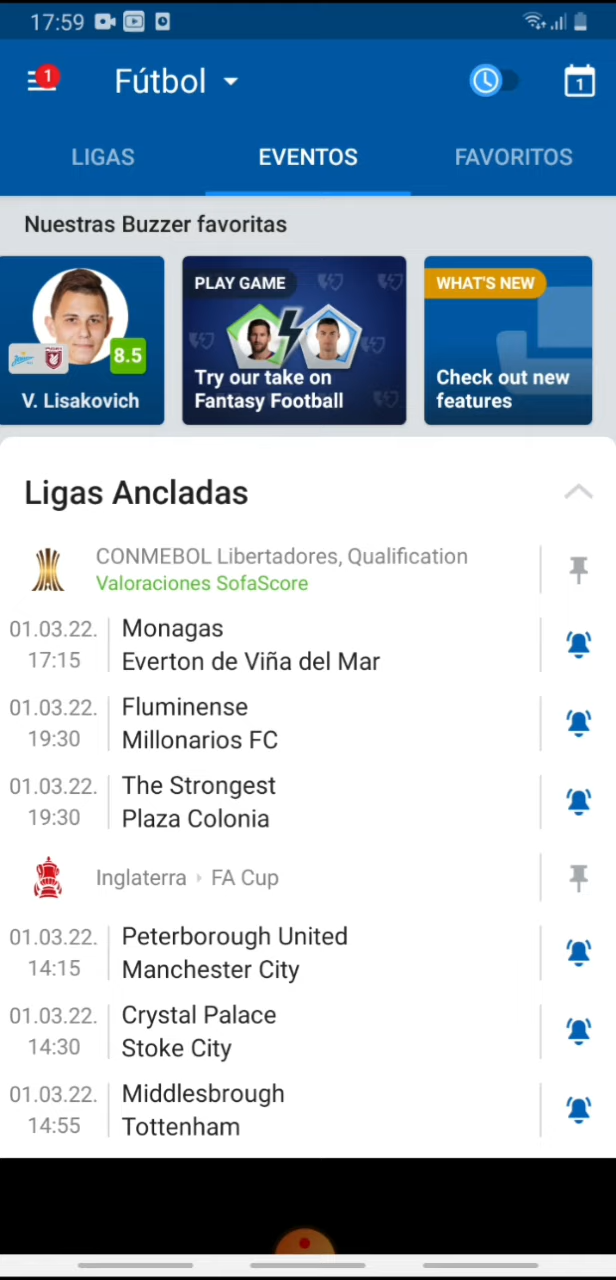 17:59
1
Fútbol
1
LIGAS
EVENTOS
FAVORITOS
Nuestras Buzzer favoritas
8.5
V. Lisakovich
PLAY GAME
Try our take on
Fantasy Football
WHAT'S NEW
Check out new
features
Ligas Ancladas
CONMEBOL Libertadores, Qualification
Valoraciones SofaScore
01.03.22. Monagas
17:15 Everton de Viña del Mar
01.03.22. Fluminense
19:30 Millonarios FC
01.03.22. The Strongest
19:30 Plaza Colonia
Inglaterra › FA Cup
01.03.22. Peterborough United
14:15 Manchester City
01.03.22. Crystal Palace
14:30 Stoke City
01.03.22. Middlesbrough
14:55 Tottenham